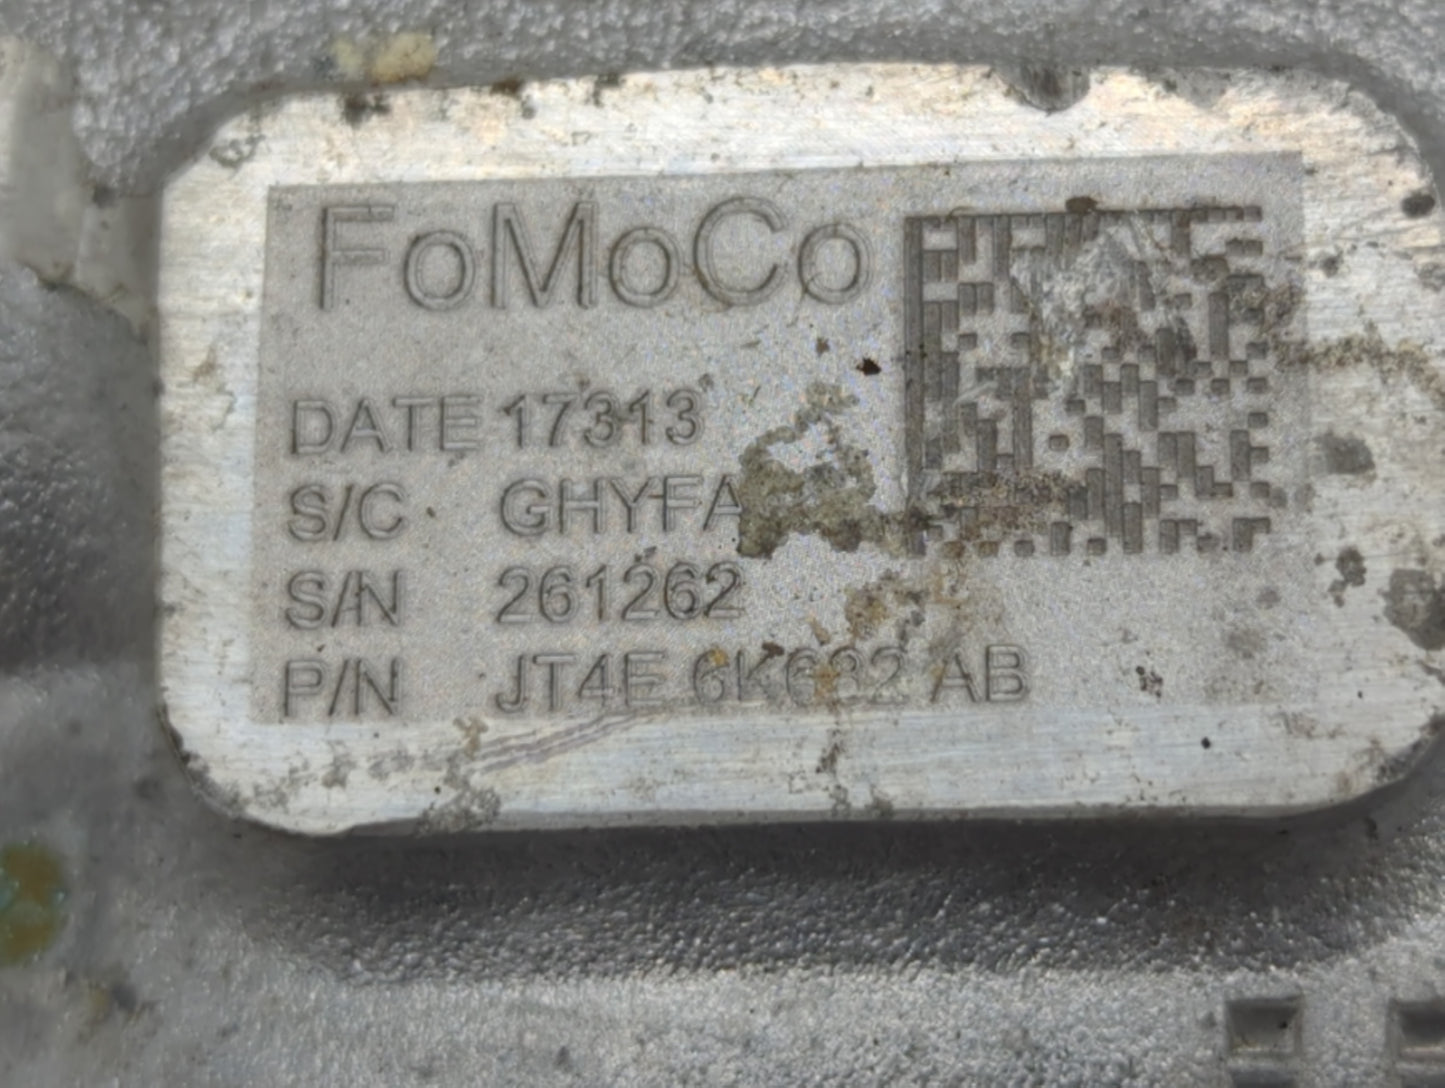 FoMoCo
DATE 17313
S/C GHYFA
S/N 261262
P/N JT4E 6K682 AB